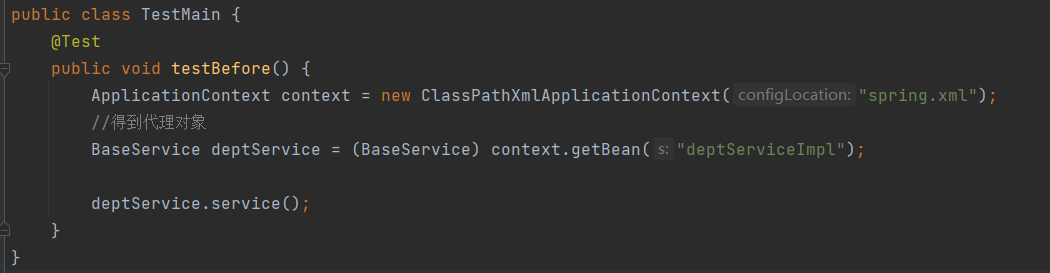 public class TestMain {
@Test
public void testBefore() {
ApplicationContext context = new ClassPathXmlApplicationContext( configLocation: "spring.xml");
//得到代理对象
BaseService deptService = (BaseService) context.getBean( s: "deptServiceImpl");
deptService.service();
}
}